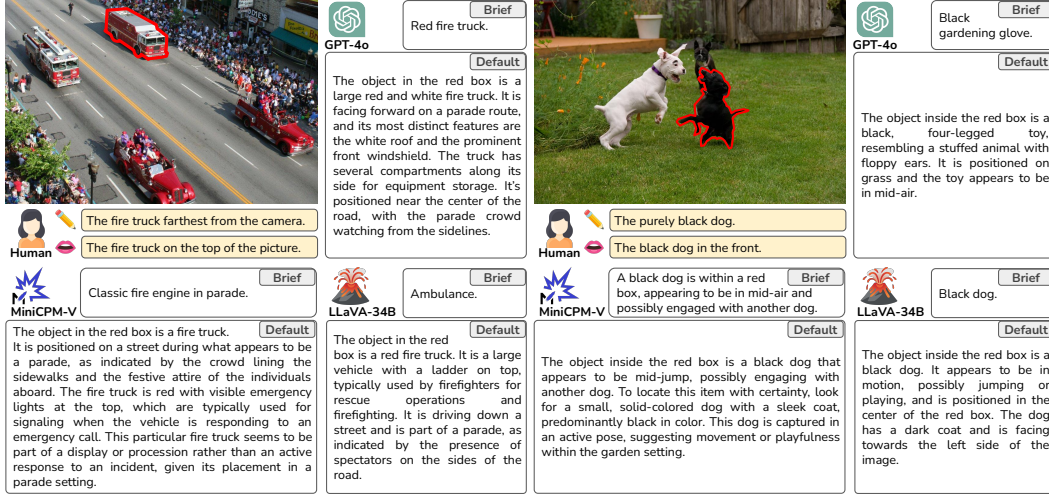 GPT-4o
Brief
Red fire truck.
Default
The object in the red box is a
large red and white fire truck. It is
facing forward on a parade route,
and its most distinct features are
the white roof and the prominent
front windshield. The truck has
several compartments along its
side for equipment storage. It's
positioned near the center of the
road, with the parade crowd
watching from the sidelines.
Human
The fire truck farthest from the camera.
The fire truck on the top of the picture.
MiniCPM-V
Brief
Classic fire engine in parade.
Default
The object in the red box is a fire truck.
It is positioned on a street during what appears to be
a parade, as indicated by the crowd lining the
sidewalks and the festive attire of the individuals
aboard. The fire truck is red with visible emergency
lights at the top, which are typically used for
signaling when the vehicle is responding to an
emergency call. This particular fire truck seems to be
part of a display or procession rather than an active
response to an incident, given its placement in a
parade setting.
LLaVA-34B
Brief
Ambulance.
Default
The object in the red
box is a red fire truck. It is a large
vehicle with a ladder on top,
typically used by firefighters for
rescue operations and
firefighting. It is driving down a
street and is part of a parade, as
indicated by the presence of
spectators on the sides of the
road.
GPT-4o
Brief
Black
gardening glove.
Default
The object inside the red box is a
black, four-legged toy,
resembling a stuffed animal with
floppy ears. It is positioned on
grass and the toy appears to be
in mid-air.
Human
The purely black dog.
The black dog in the front.
MiniCPM-V
Brief
A black dog is within a red
box, appearing to be in mid-air and
possibly engaged with another dog.
Default
The object inside the red box is a black dog that
appears to be mid-jump, possibly engaging with
another dog. To locate this item with certainty, look
for a small, solid-colored dog with a sleek coat,
predominantly black in color. This dog is captured in
an active pose, suggesting movement or playfulness
within the garden setting.
LLaVA-34B
Brief
Black dog.
Default
The object inside the red box is a
black dog. It appears to be in
motion, possibly jumping or
playing, and is positioned in the
center of the red box. The dog
has a dark coat and is facing
towards the left side of the
image.